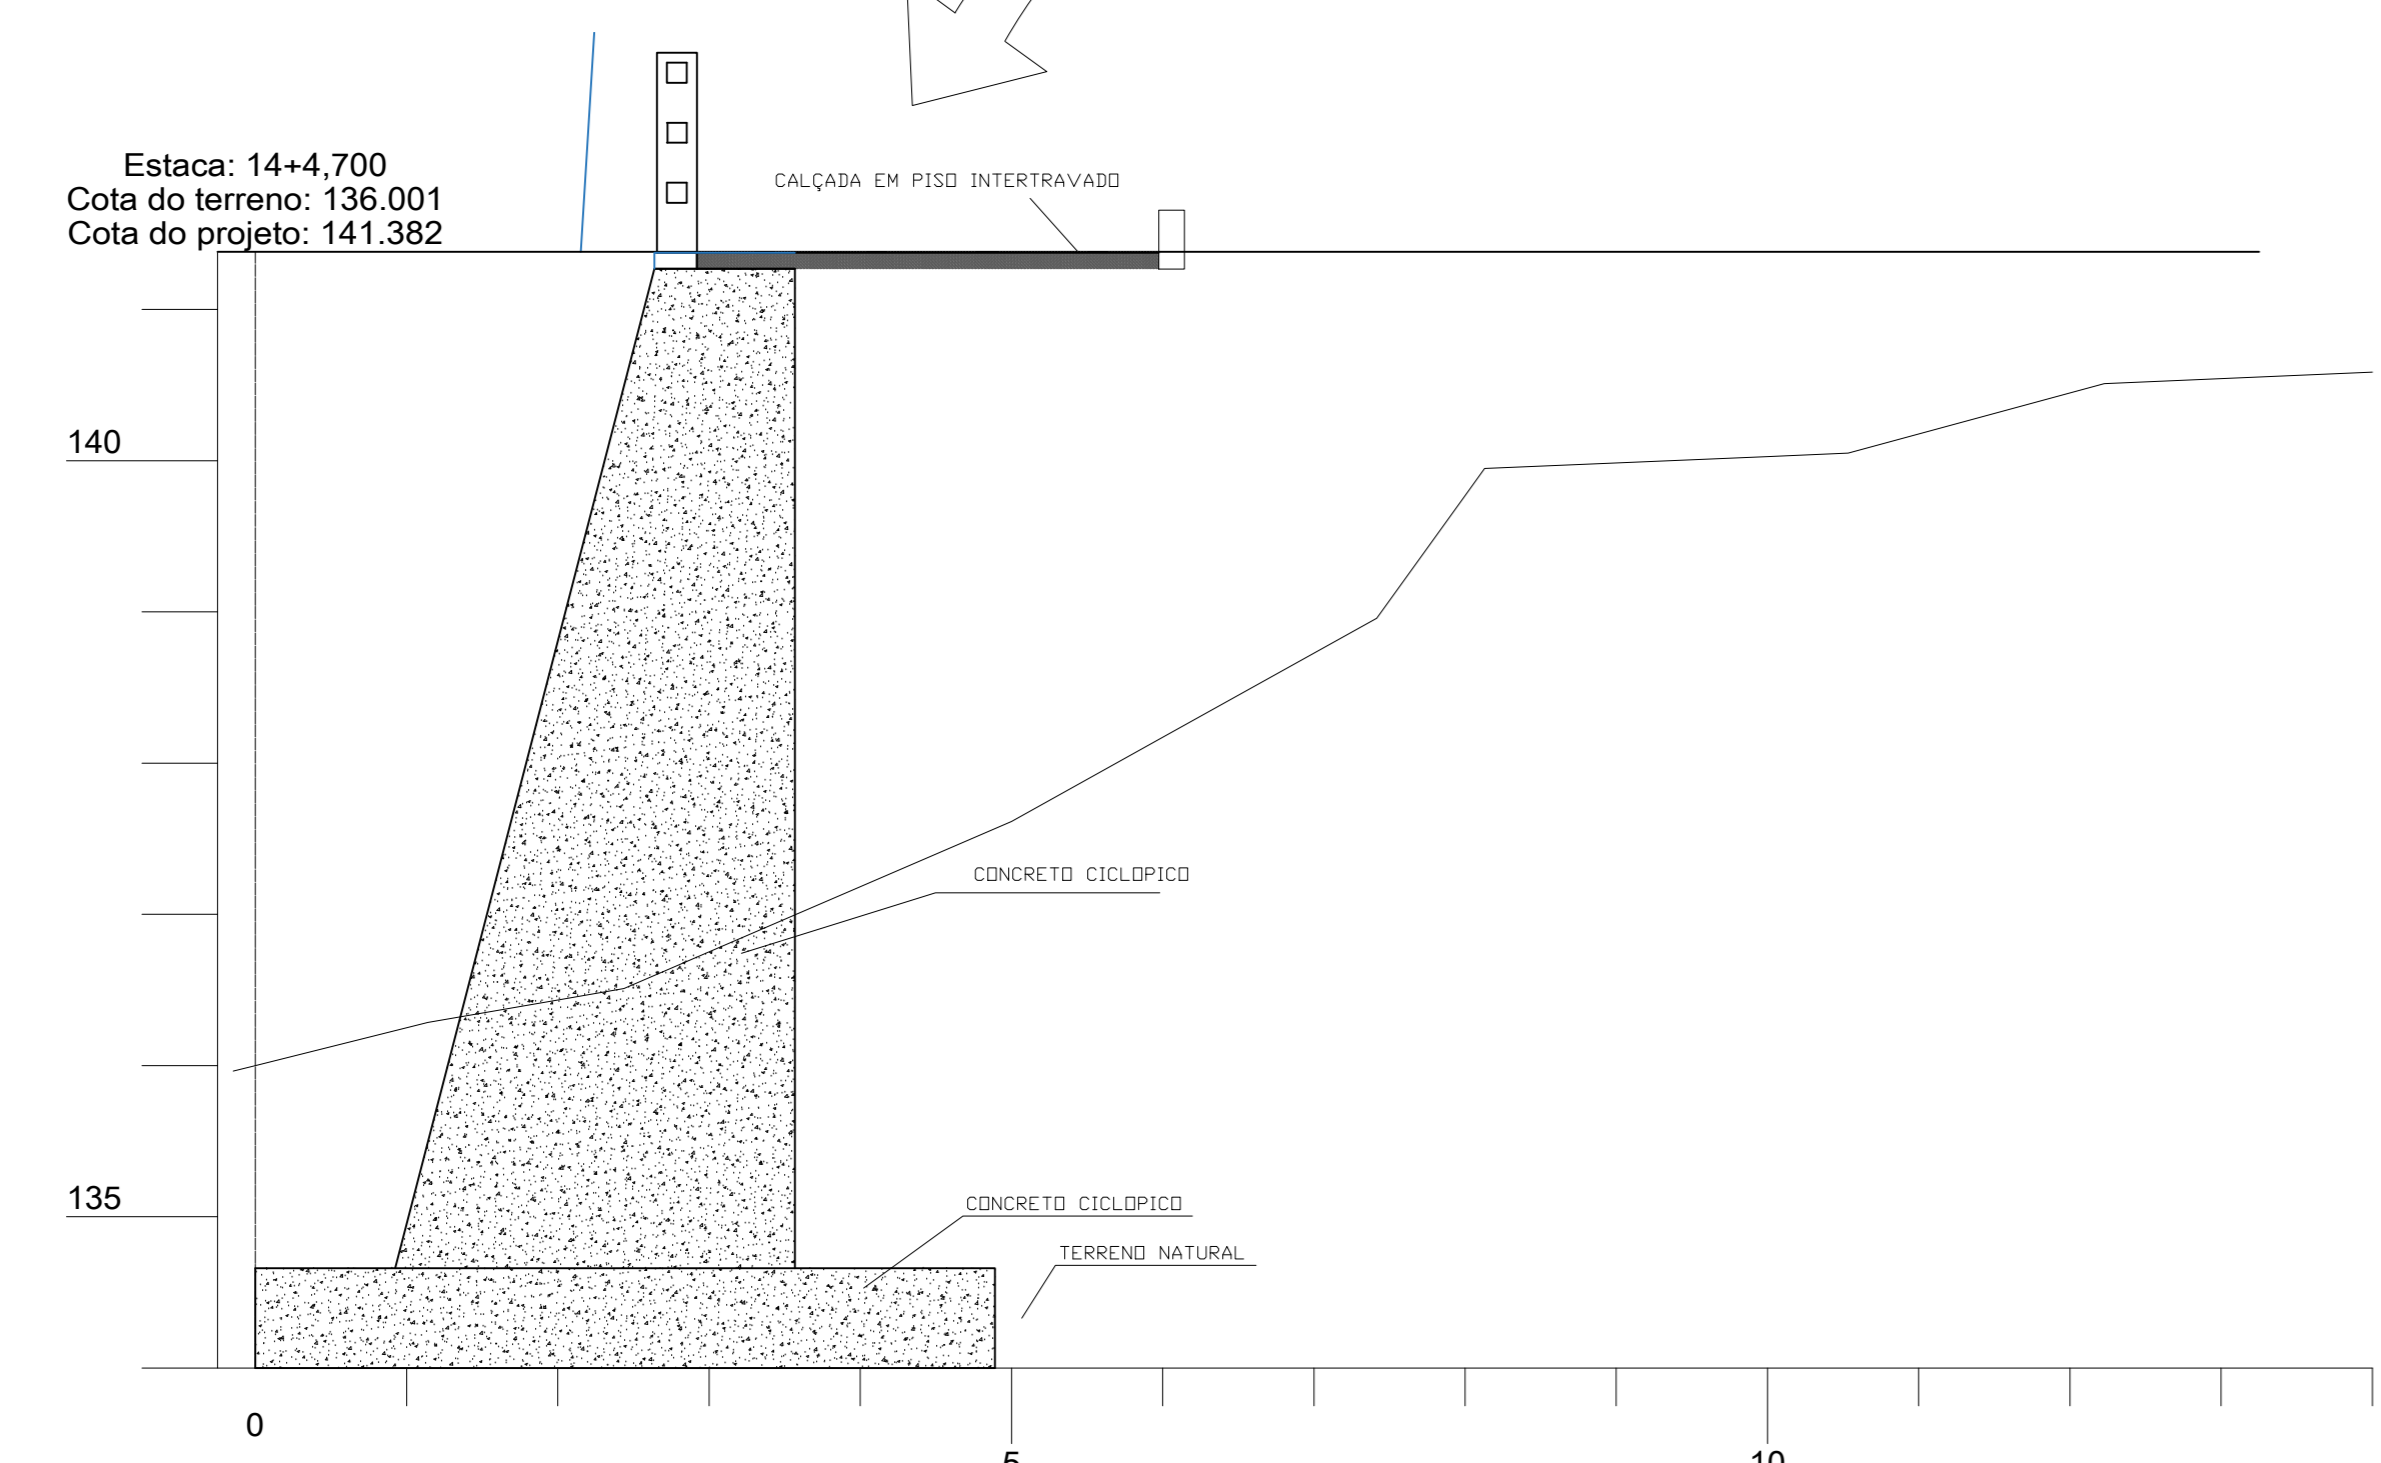 Estaca: 14+4,700
Cota do terreno: 136.001
Cota do projeto: 141.382
CALÇADA EM PISO INTERTRAVADO
140
CONCRETO CICLOPICO
135
CONCRETO CICLOPICO
TERRENO NATURAL
0
5
10